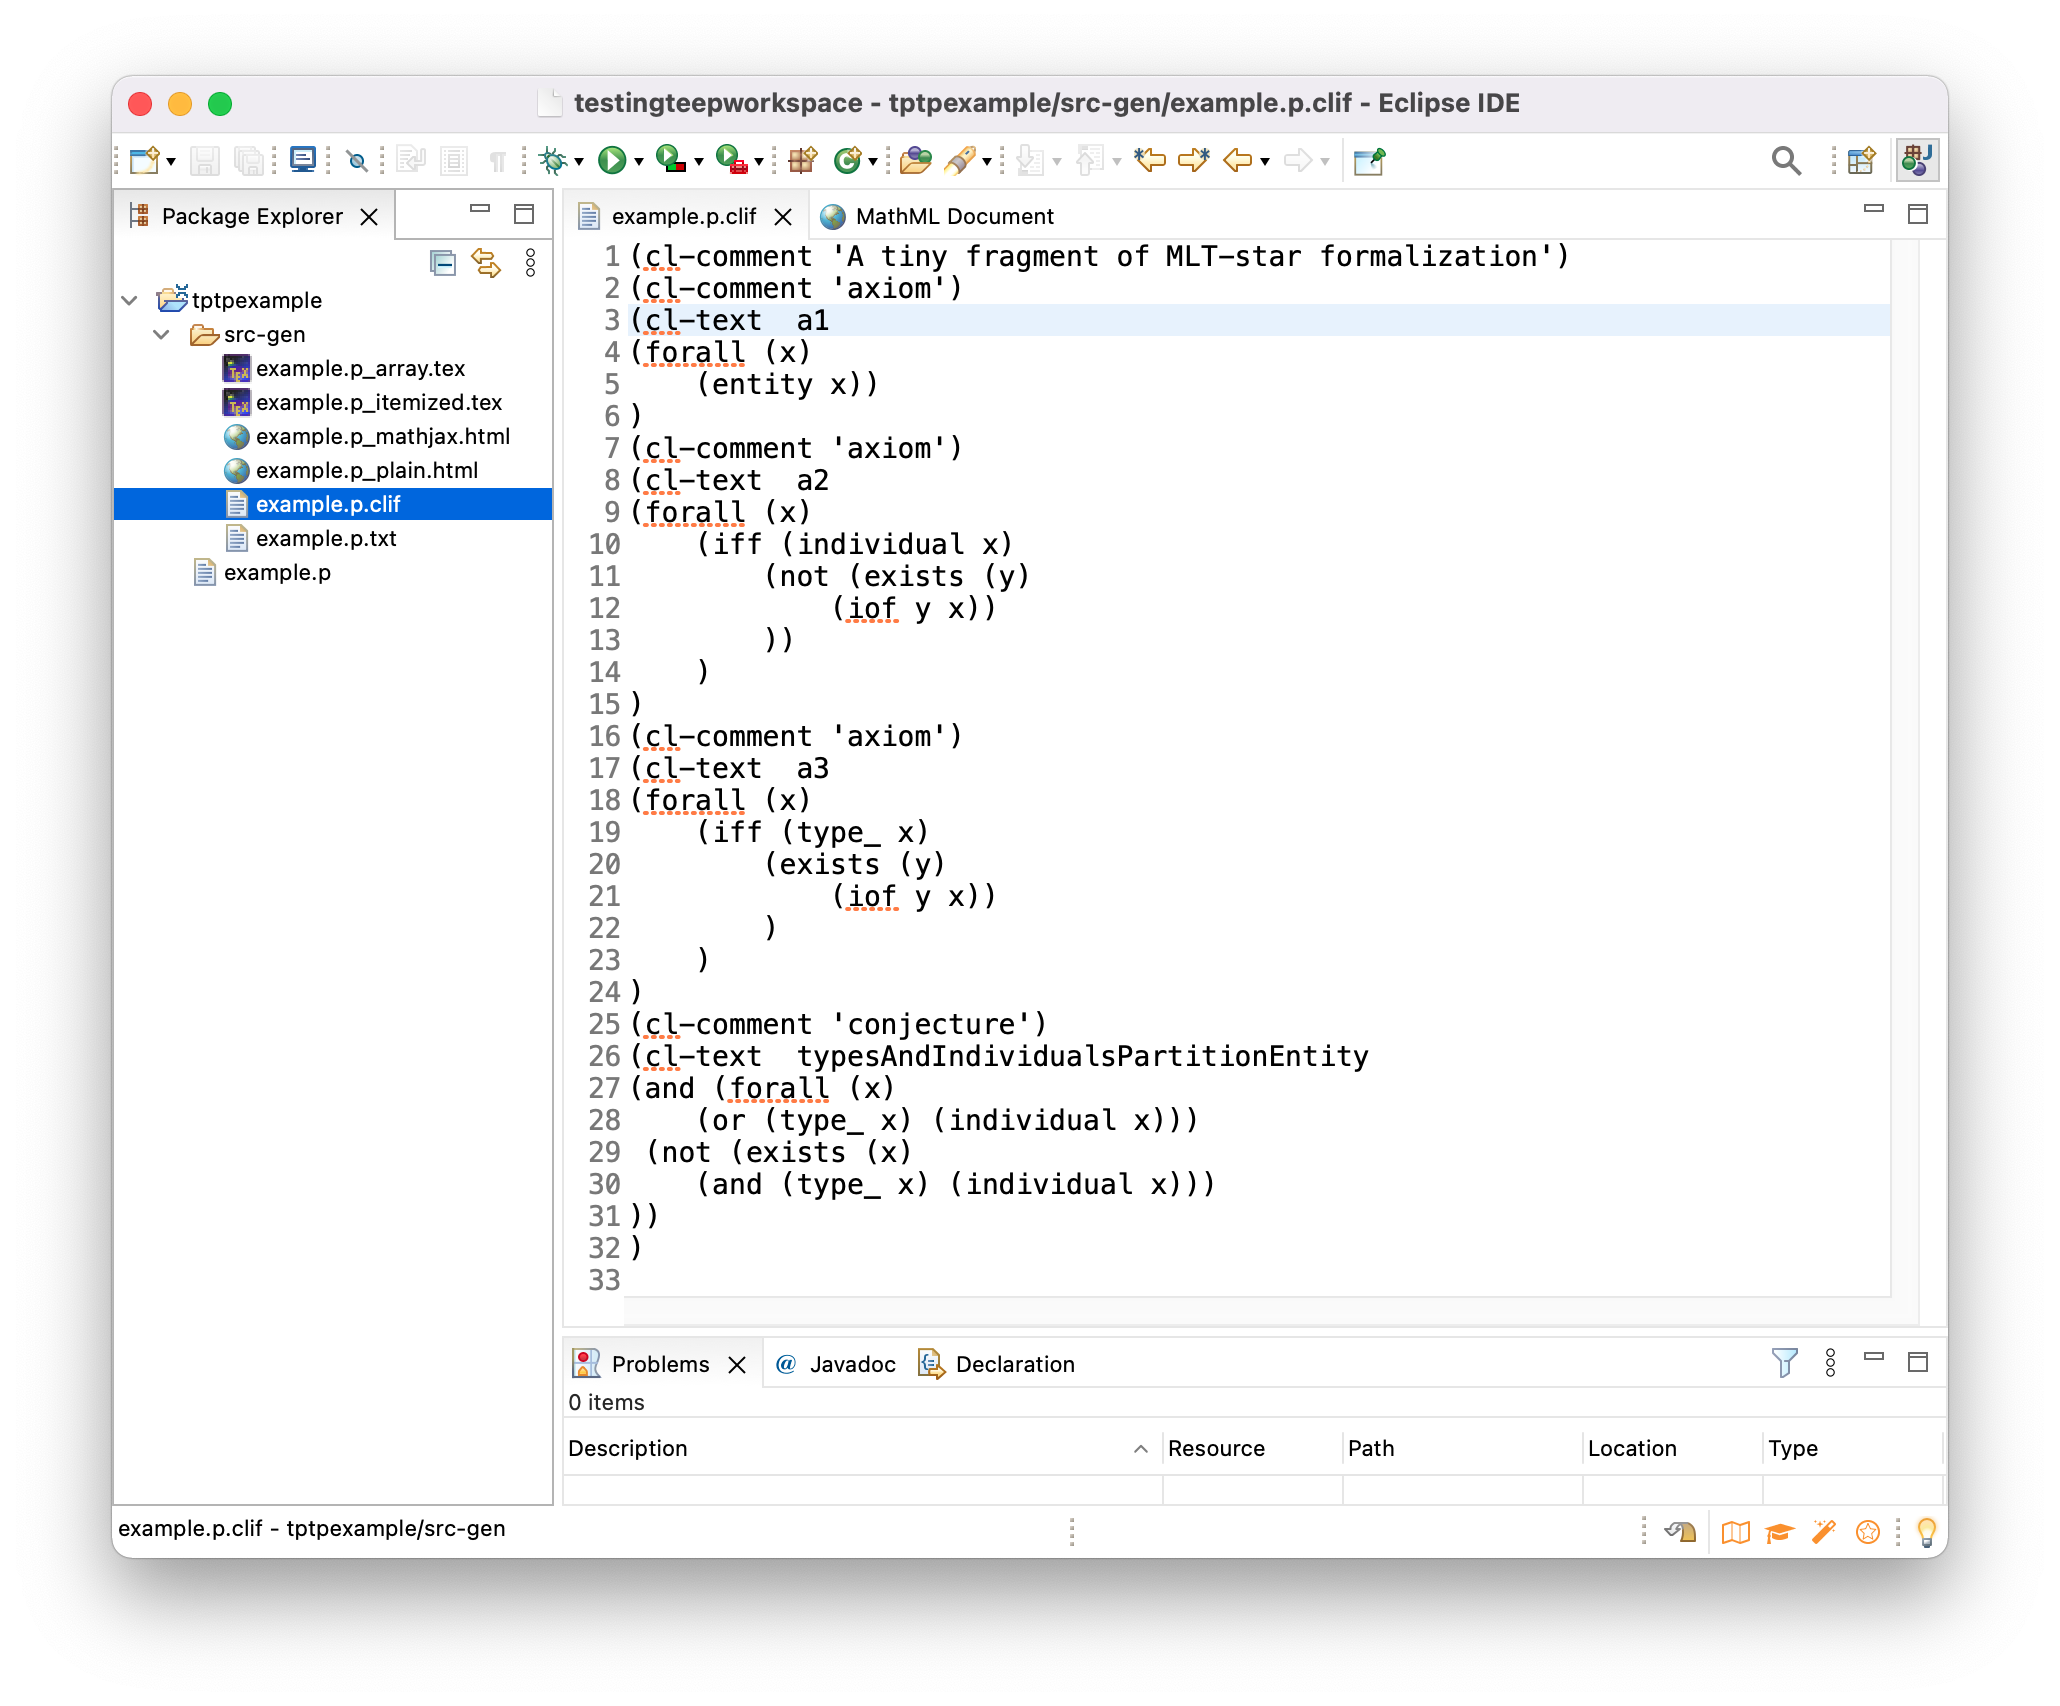 testingteepworkspace - tptpexample/src-gen/example.p.clif - Eclipse IDE
Package Explorer
tptpexample
src-gen
example.p_array.tex
example.p_itemized.tex
example.p_mathjax.html
example.p_plain.html
example.p.clif
example.p.txt
example.p
example.p.clif MathML Document
1 (cl-comment 'A tiny fragment of MLT-star formalization')
2 (cl-comment 'axiom')
3 (cl-text  a1
4 (forall (x)
5     (entity x))
6 )
7 (cl-comment 'axiom')
8 (cl-text  a2
9 (forall (x)
10     (iff (individual x)
11         (not (exists (y)
12             (iof y x))
13         ))
14     )
15 )
16 (cl-comment 'axiom')
17 (cl-text  a3
18 (forall (x)
19     (iff (type_ x)
20         (exists (y)
21             (iof y x))
22         )
23     )
24 )
25 (cl-comment 'conjecture')
26 (cl-text  typesAndIndividualsPartitionEntity
27 (and (forall (x)
28     (or (type_ x) (individual x)))
29  (not (exists (x)
30     (and (type_ x) (individual x)))
31 ))
32 )
33
Problems @ Javadoc Declaration
0 items
Description Resource Path Location Type
example.p.clif - tptpexample/src-gen